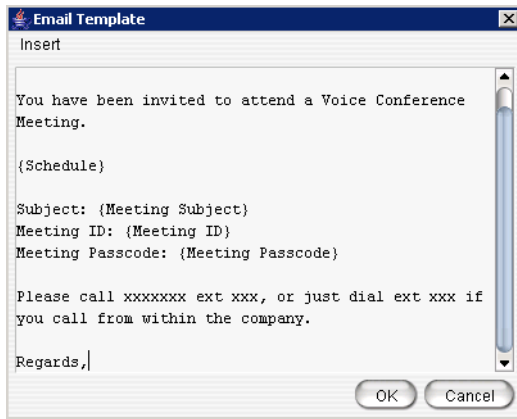 Email Template
Insert
You have been invited to attend a Voice Conference
Meeting.
{Schedule}
Subject: {Meeting Subject}
Meeting ID: {Meeting ID}
Meeting Passcode: {Meeting Passcode}
Please call xxxxxxx ext xxx, or just dial ext xxx if
you call from within the company.
Regards,
OK Cancel